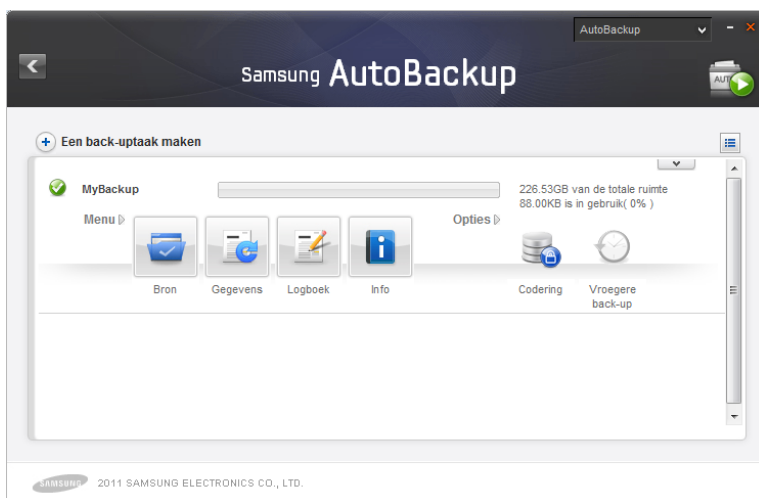 AutoBackup
Samsung AutoBackup
AUTO
Een back-uptaak maken
MyBackup
226.53GB van de totale ruimte
88.00KB is in gebruik( 0% )
Menu
Opties
Bron
Gegevens
Logboek
Info
Codering
Vroegere
back-up
SAMSUNG 2011 SAMSUNG ELECTRONICS CO., LTD.